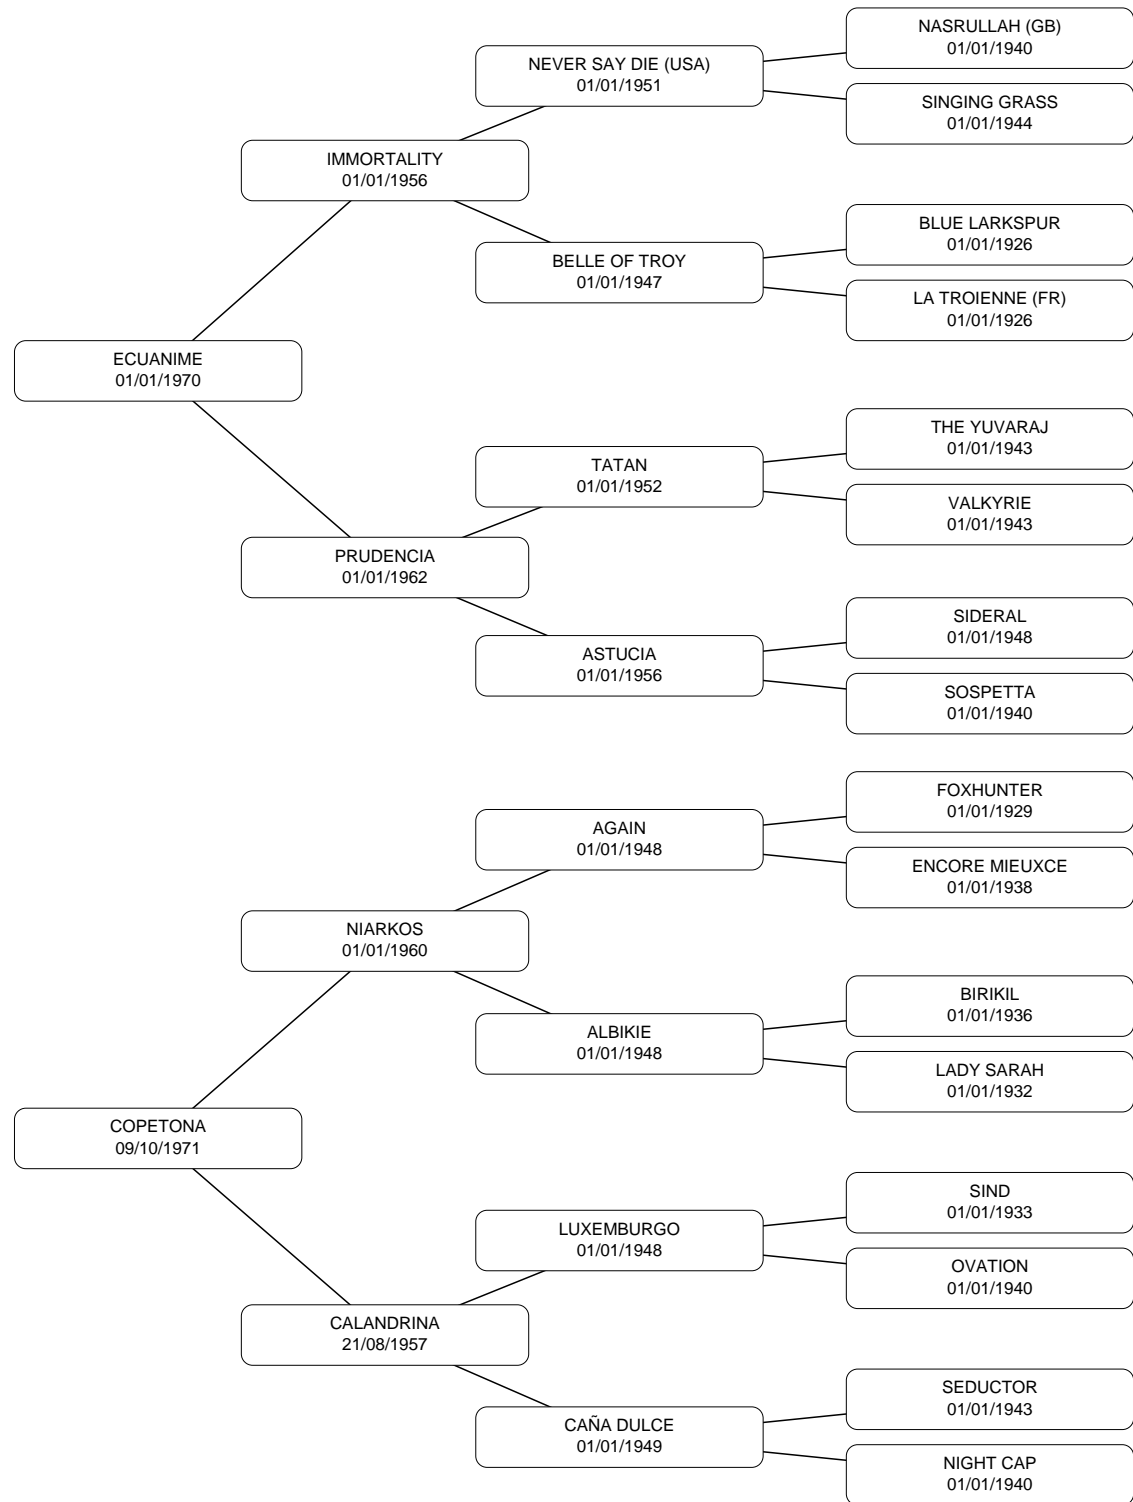 NASRULLAH (GB)
01/01/1940
NEVER SAY DIE (USA)
01/01/1951
SINGING GRASS
01/01/1944
IMMORTALITY
01/01/1956
BLUE LARKSPUR
01/01/1926
BELLE OF TROY
01/01/1947
LA TROIENNE (FR)
01/01/1926
ECUANIME
01/01/1970
THE YUVARAJ
01/01/1943
TATAN
01/01/1952
VALKYRIE
01/01/1943
PRUDENCIA
01/01/1962
SIDERAL
01/01/1948
ASTUCIA
01/01/1956
SOSPETTA
01/01/1940
FOXHUNTER
01/01/1929
AGAIN
01/01/1948
ENCORE MIEUXCE
01/01/1938
NIARKOS
01/01/1960
BIRIKIL
01/01/1936
ALBIKIE
01/01/1948
LADY SARAH
01/01/1932
COPETONA
09/10/1971
SIND
01/01/1933
LUXEMBURGO
01/01/1948
OVATION
01/01/1940
CALANDRINA
21/08/1957
SEDUCTOR
01/01/1943
CAÑA DULCE
01/01/1949
NIGHT CAP
01/01/1940